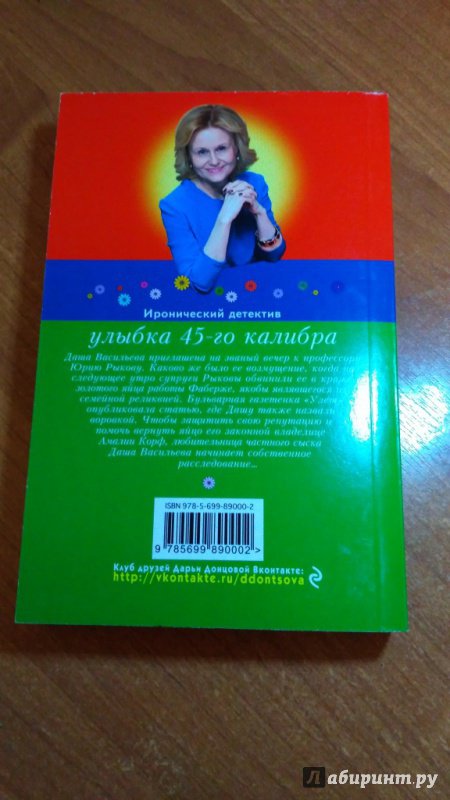 Иронический детектив
улыбка 45-го калибра
Даша Васильева приглашена на званый вечер к профессору
Юрию Рыкову. Каково же было ее возмущение, когда на
следующее утро супруги Рыковы обвинили ее в краже
золотого яйца работы Фаберже, якобы являвшегося
семейной реликвией. Бульварная газетенка
опубликовала статью, где Дашу также назвали
воровкой. Чтобы защитить свою репутацию и
помочь вернуть яйцо его законной владелице
Амалии Корф, любительница частного сыска
Даша Васильева начинает собственное
расследование...
ISBN 978-5-699-89000-2
9 785699 890002 >
Клуб друзей Дарьи Донцовой Вконтакте:
http://vkontakte.ru/ddontsova
Лабиринт.ру